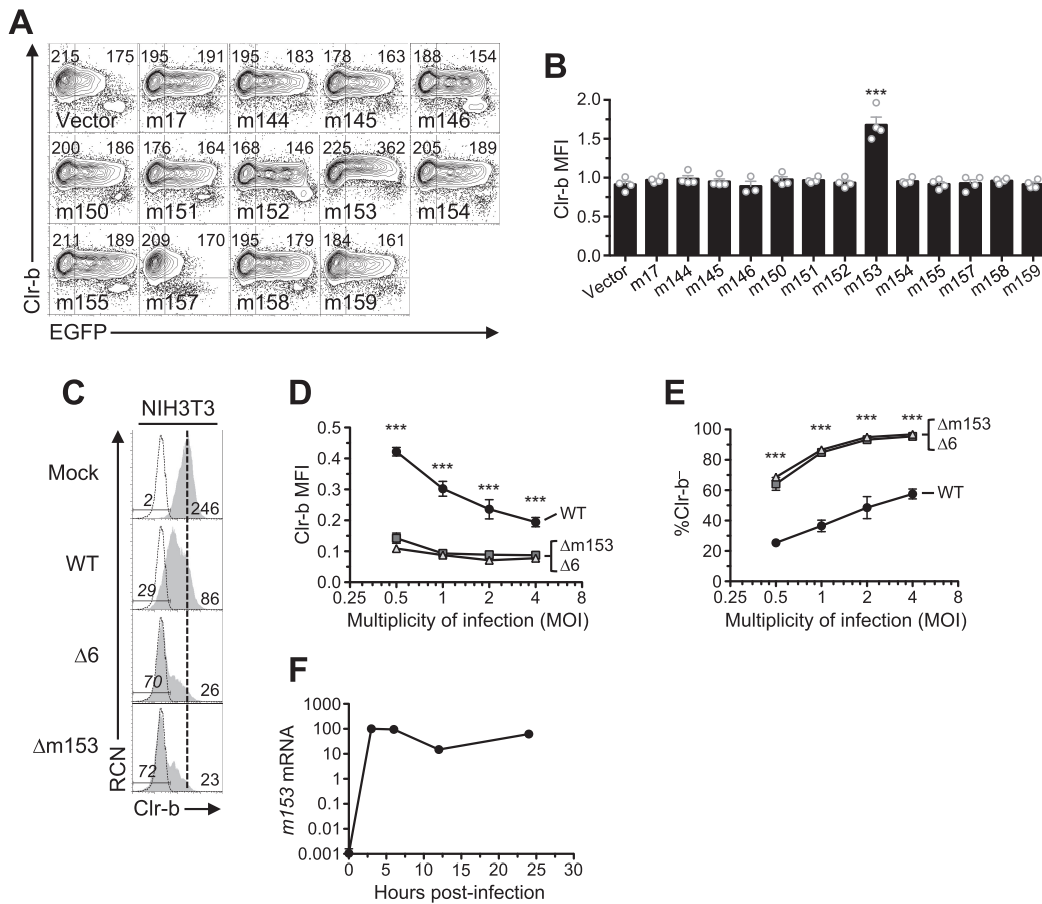 A
215 175 195 191 195 183 178 163 188 154
Vector m17 m144 m145 m146
200 186 176 164 168 146 225 362 205 189
m150 m151 m152 m153 m154
211 189 209 170 195 179 184 161
m155 m157 m158 m159
Clr-b
EGFP
B
Clr-b MFI
2.0
1.5
1.0
0.5
0.0
***
Vector m17 m144 m145 m146 m150 m151 m152 m153 m154 m155 m157 m158 m159
C
NIH3T3
Mock
2 246
WT
29 86
Δ6
70 26
Δm153
72 23
RCN
Clr-b
D
Clr-b MFI
0.5
0.4
0.3
0.2
0.1
0.0
*** *** *** ***
WT
Δm153
Δ6
0.25 0.5 1 2 4 8
Multiplicity of infection (MOI)
E
%Clr-b–
100
80
60
40
20
0
*** *** *** ***
Δm153
Δ6
WT
0.25 0.5 1 2 4 8
Multiplicity of infection (MOI)
F
m153 mRNA
1000
100
10
1
0.1
0.01
0.001
0 5 10 15 20 25 30
Hours post-infection